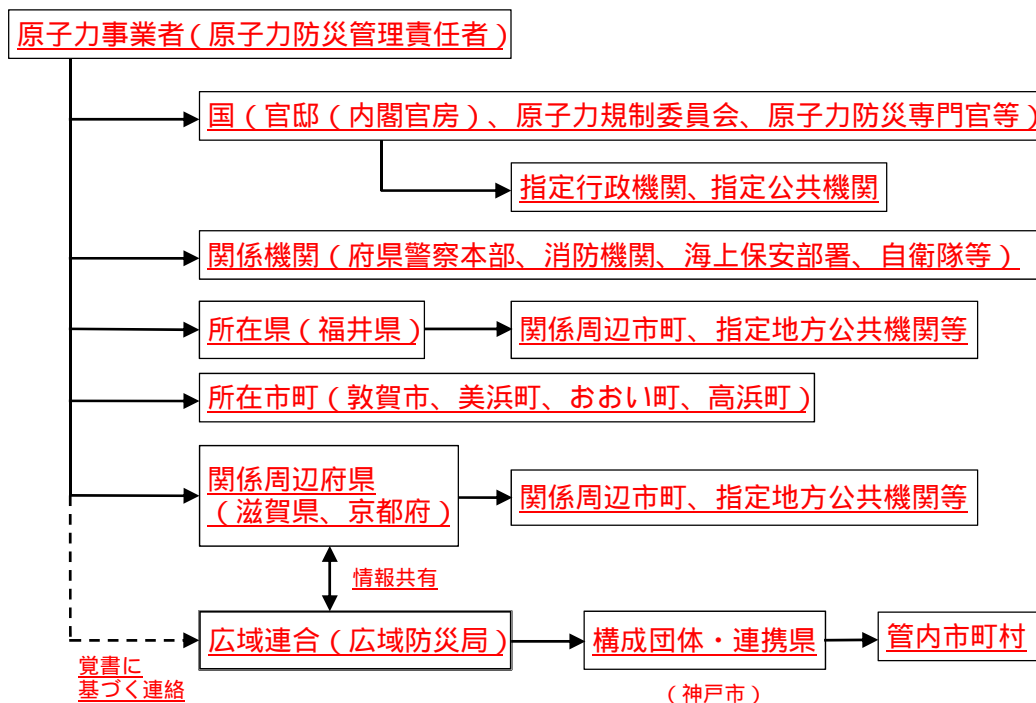 原子力事業者(原子力防災管理責任者)
国(官邸(内閣官房)、原子力規制委員会、原子力防災専門官等)
指定行政機関、指定公共機関
関係機関(府県警察本部、消防機関、海上保安部署、自衛隊等)
所在県(福井県)
関係周辺市町、指定地方公共機関等
所在市町(敦賀市、美浜町、おおい町、高浜町)
関係周辺府県
(滋賀県、京都府)
関係周辺市町、指定地方公共機関等
情報共有
広域連合(広域防災局)
構成団体・連携県
管内市町村
覚書に
基づく連絡
(神戸市)